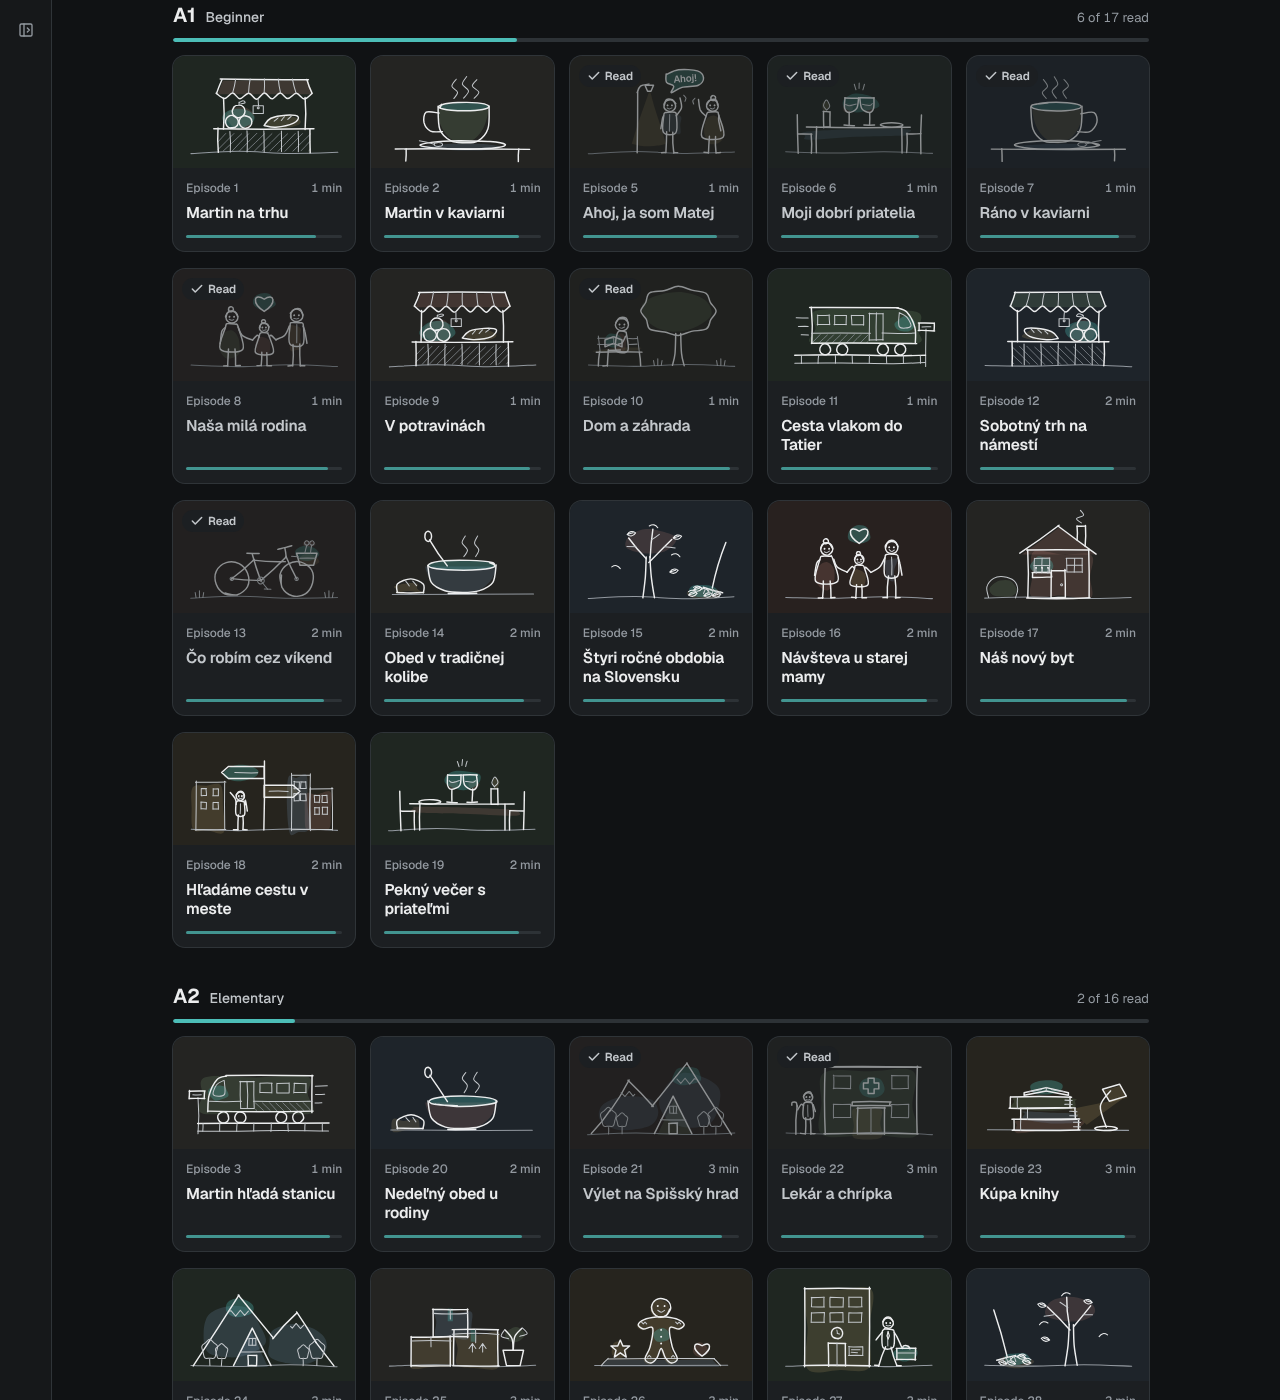 A1 Beginner 6 of 17 read
Read Ahoj! Read Read
Episode 1 1 min Episode 2 1 min Episode 5 1 min Episode 6 1 min Episode 7 1 min
Martin na trhu Martin v kaviarni Ahoj, ja som Matej Moji dobrí priatelia Ráno v kaviarni
Read Read
Episode 8 1 min Episode 9 1 min Episode 10 1 min Episode 11 1 min Episode 12 2 min
Naša milá rodina V potravinách Dom a záhrada Cesta vlakom do Sobotný trh na
Tatier námestí
Read
Episode 13 2 min Episode 14 2 min Episode 15 2 min Episode 16 2 min Episode 17 2 min
Čo robím cez víkend Obed v tradičnej Štyri ročné obdobia Návšteva u starej Náš nový byt
kolibe na Slovensku mamy
Episode 18 2 min Episode 19 2 min
Hľadáme cestu v Pekný večer s
meste priateľmi
A2 Elementary 2 of 16 read
Read Read
Episode 3 1 min Episode 20 2 min Episode 21 3 min Episode 22 3 min Episode 23 3 min
Martin hľadá stanicu Nedeľný obed u Výlet na Spišský hrad Lekár a chrípka Kúpa knihy
rodiny